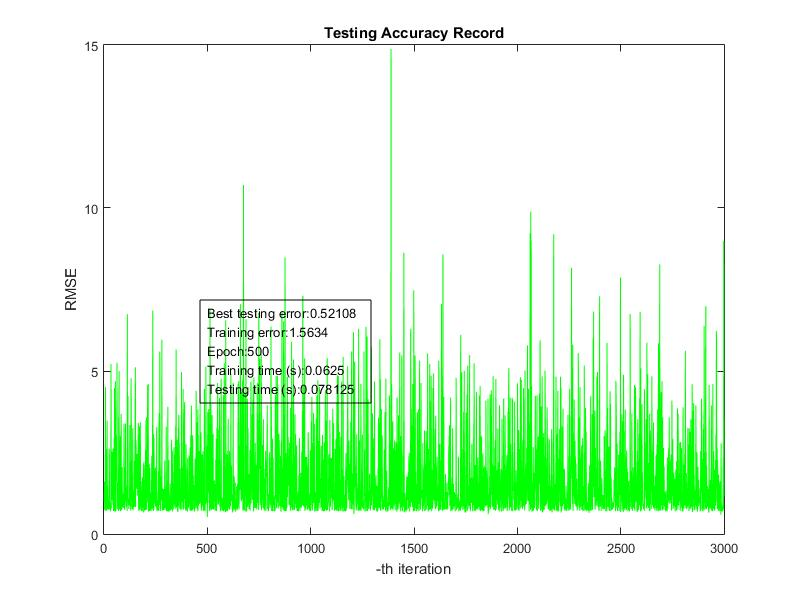 Testing Accuracy Record
15
10
5
0
RMSE
Best testing error:0.52108
Training error:1.5634
Epoch:500
Training time (s):0.0625
Testing time (s):0.078125
0 500 1000 1500 2000 2500 3000
-th iteration